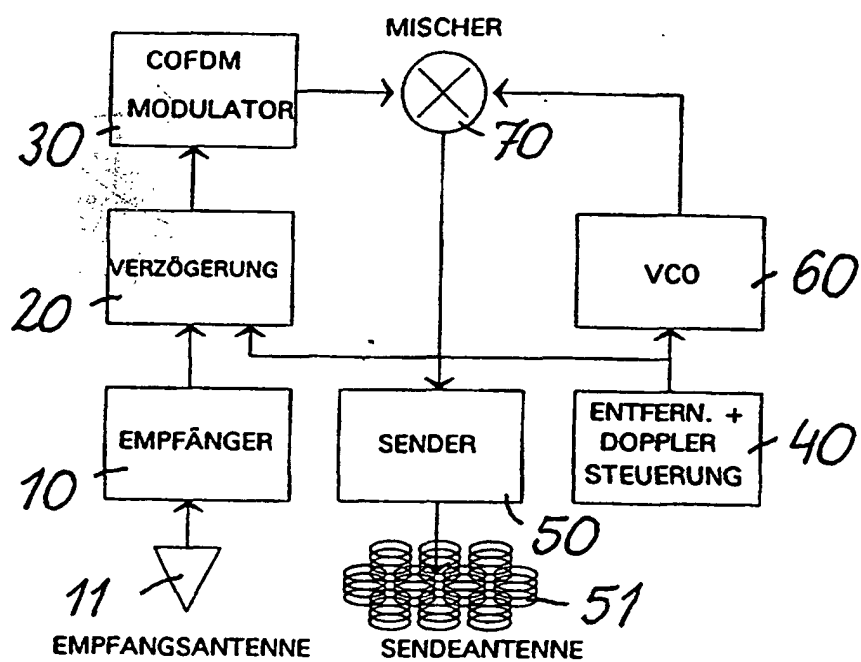 MISCHER
COFDM
MODULATOR
30
70
VERZÖGERUNG
20
VCO
60
EMPFÄNGER
10
SENDER
50
ENTFERN. +
DOPPLER
STEUERUNG
40
11
51
EMPFANGSANTENNE
SENDEANTENNE